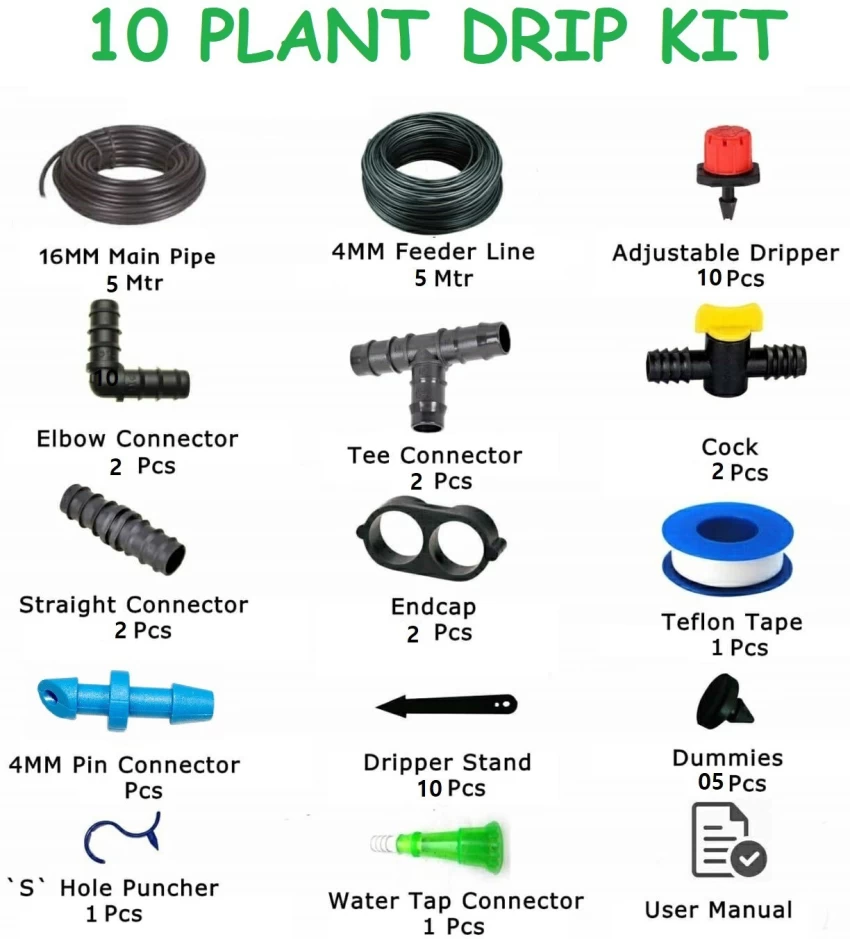 10 PLANT DRIP KIT
16MM Main Pipe
5 Mtr
4MM Feeder Line
5 Mtr
Adjustable Dripper
10 Pcs
10
Elbow Connector
2 Pcs
Tee Connector
2 Pcs
Cock
2 Pcs
Straight Connector
2 Pcs
Endcap
2 Pcs
Teflon Tape
1 Pcs
4MM Pin Connector
Pcs
Dripper Stand
10 Pcs
Dummies
05 Pcs
`S` Hole Puncher
1 Pcs
Water Tap Connector
1 Pcs
User Manual